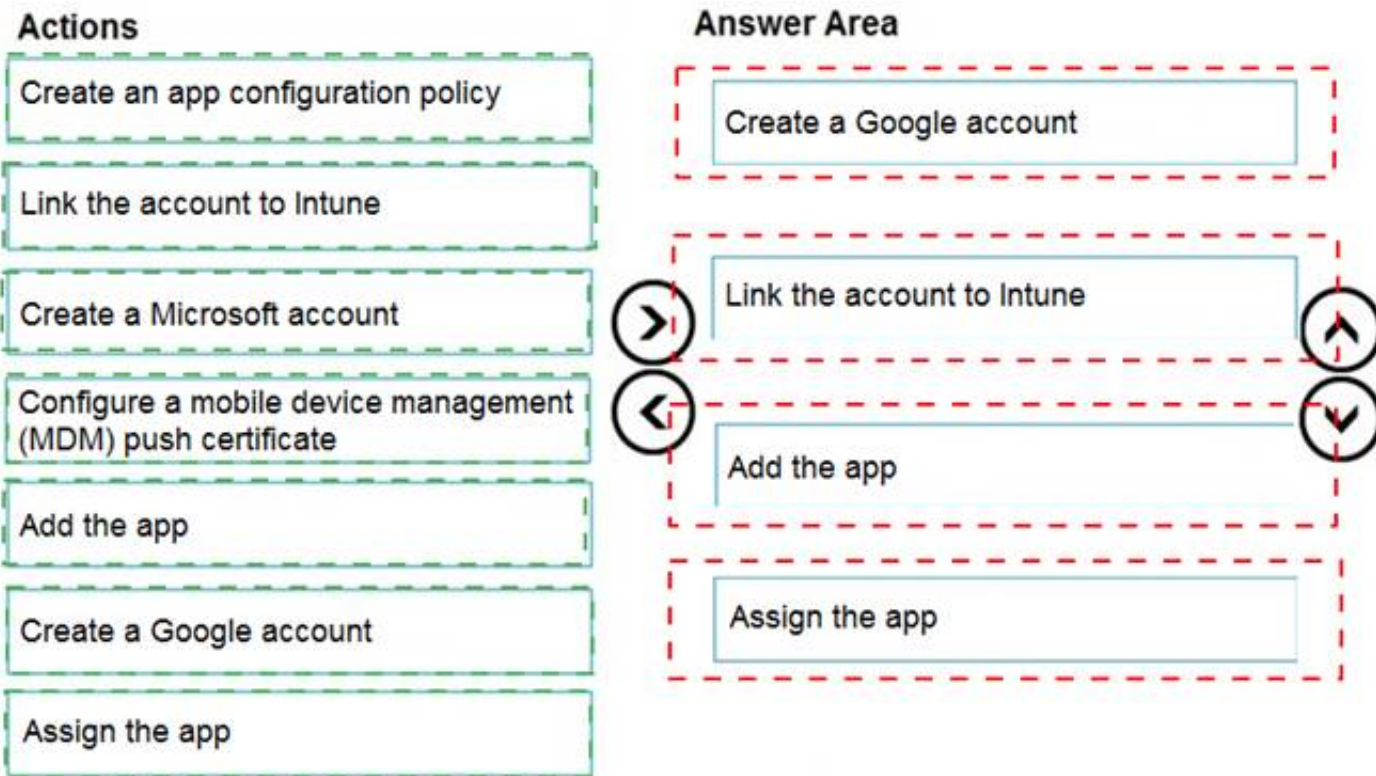 Actions
Create an app configuration policy
Link the account to Intune
Create a Microsoft account
Configure a mobile device management
(MDM) push certificate
Add the app
Create a Google account
Assign the app
Answer Area
Create a Google account
Link the account to Intune
Add the app
Assign the app